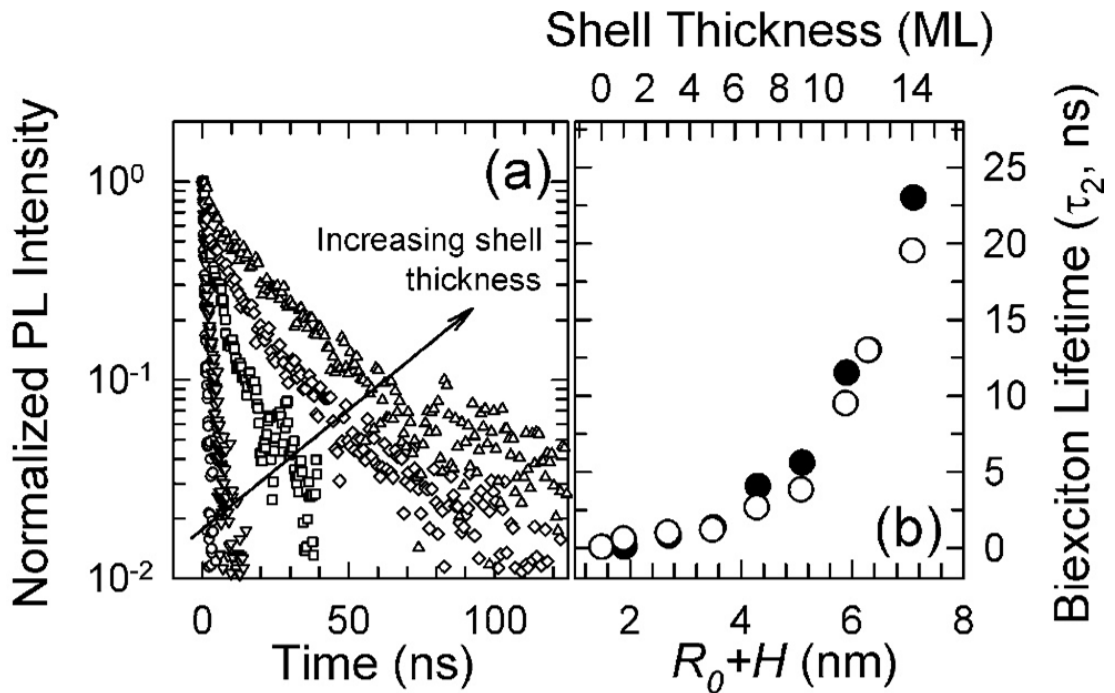 Shell Thickness (ML)
0 2 4 6 8 10 14
(a)
Increasing shell
thickness
Normalized PL Intensity
10⁰
10⁻¹
10⁻²
0 50 100
Time (ns)
(b)
25
20
15
10
5
0
2 4 6 8
R₀+H (nm)
Biexciton Lifetime (τ₂, ns)